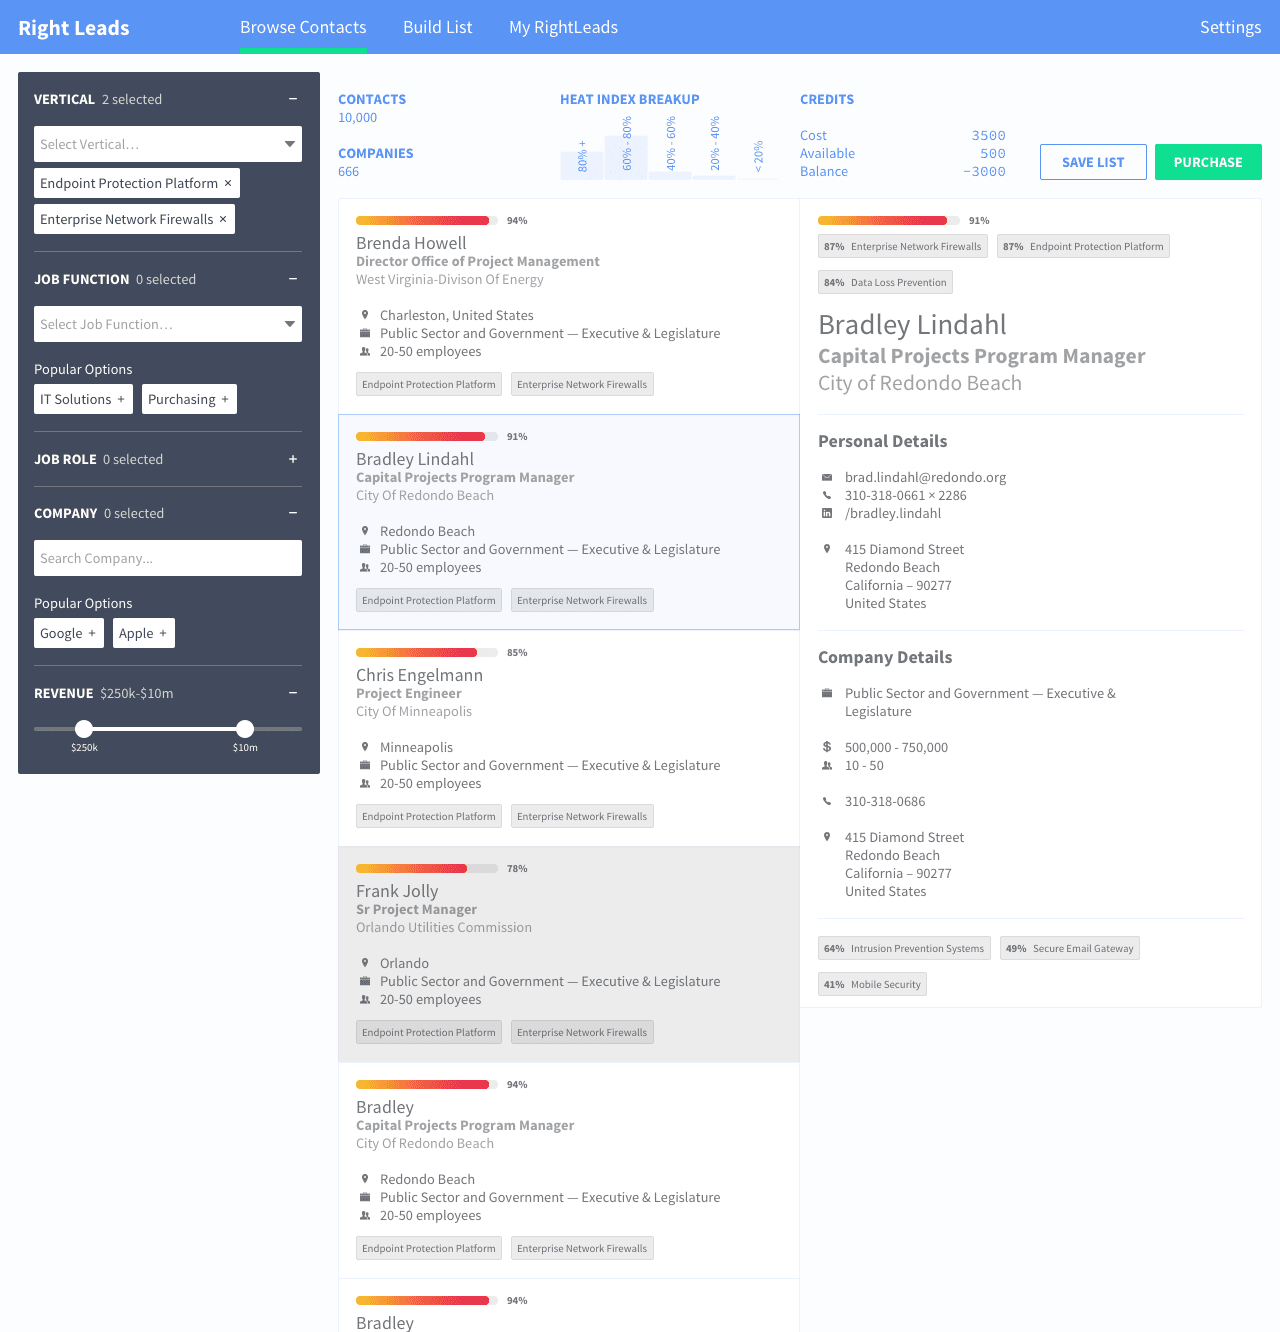 Right Leads
Browse Contacts
Build List
My RightLeads
Settings
VERTICAL 2 selected −
Select Vertical…
Endpoint Protection Platform ×
Enterprise Network Firewalls ×
JOB FUNCTION 0 selected −
Select Job Function…
Popular Options
IT Solutions +
Purchasing +
JOB ROLE 0 selected +
COMPANY 0 selected −
Search Company...
Popular Options
Google +
Apple +
REVENUE $250k-$10m −
$250k
$10m
CONTACTS
10,000
COMPANIES
666
HEAT INDEX BREAKUP
80% +
60% - 80%
40% - 60%
20% - 40%
< 20%
CREDITS
Cost 3500
Available 500
Balance −3000
SAVE LIST
PURCHASE
94%
Brenda Howell
Director Office of Project Management
West Virginia-Divison Of Energy
Charleston, United States
Public Sector and Government — Executive & Legislature
20-50 employees
Endpoint Protection Platform
Enterprise Network Firewalls
91%
Bradley Lindahl
Capital Projects Program Manager
City Of Redondo Beach
Redondo Beach
Public Sector and Government — Executive & Legislature
20-50 employees
Endpoint Protection Platform
Enterprise Network Firewalls
85%
Chris Engelmann
Project Engineer
City Of Minneapolis
Minneapolis
Public Sector and Government — Executive & Legislature
20-50 employees
Endpoint Protection Platform
Enterprise Network Firewalls
78%
Frank Jolly
Sr Project Manager
Orlando Utilities Commission
Orlando
Public Sector and Government — Executive & Legislature
20-50 employees
Endpoint Protection Platform
Enterprise Network Firewalls
94%
Bradley
Capital Projects Program Manager
City Of Redondo Beach
Redondo Beach
Public Sector and Government — Executive & Legislature
20-50 employees
Endpoint Protection Platform
Enterprise Network Firewalls
94%
Bradley
91%
87% Enterprise Network Firewalls
87% Endpoint Protection Platform
84% Data Loss Prevention
Bradley Lindahl
Capital Projects Program Manager
City of Redondo Beach
Personal Details
brad.lindahl@redondo.org
310-318-0661 × 2286
/bradley.lindahl
415 Diamond Street
Redondo Beach
California – 90277
United States
Company Details
Public Sector and Government — Executive &
Legislature
$ 500,000 - 750,000
10 - 50
310-318-0686
415 Diamond Street
Redondo Beach
California – 90277
United States
64% Intrusion Prevention Systems
49% Secure Email Gateway
41% Mobile Security